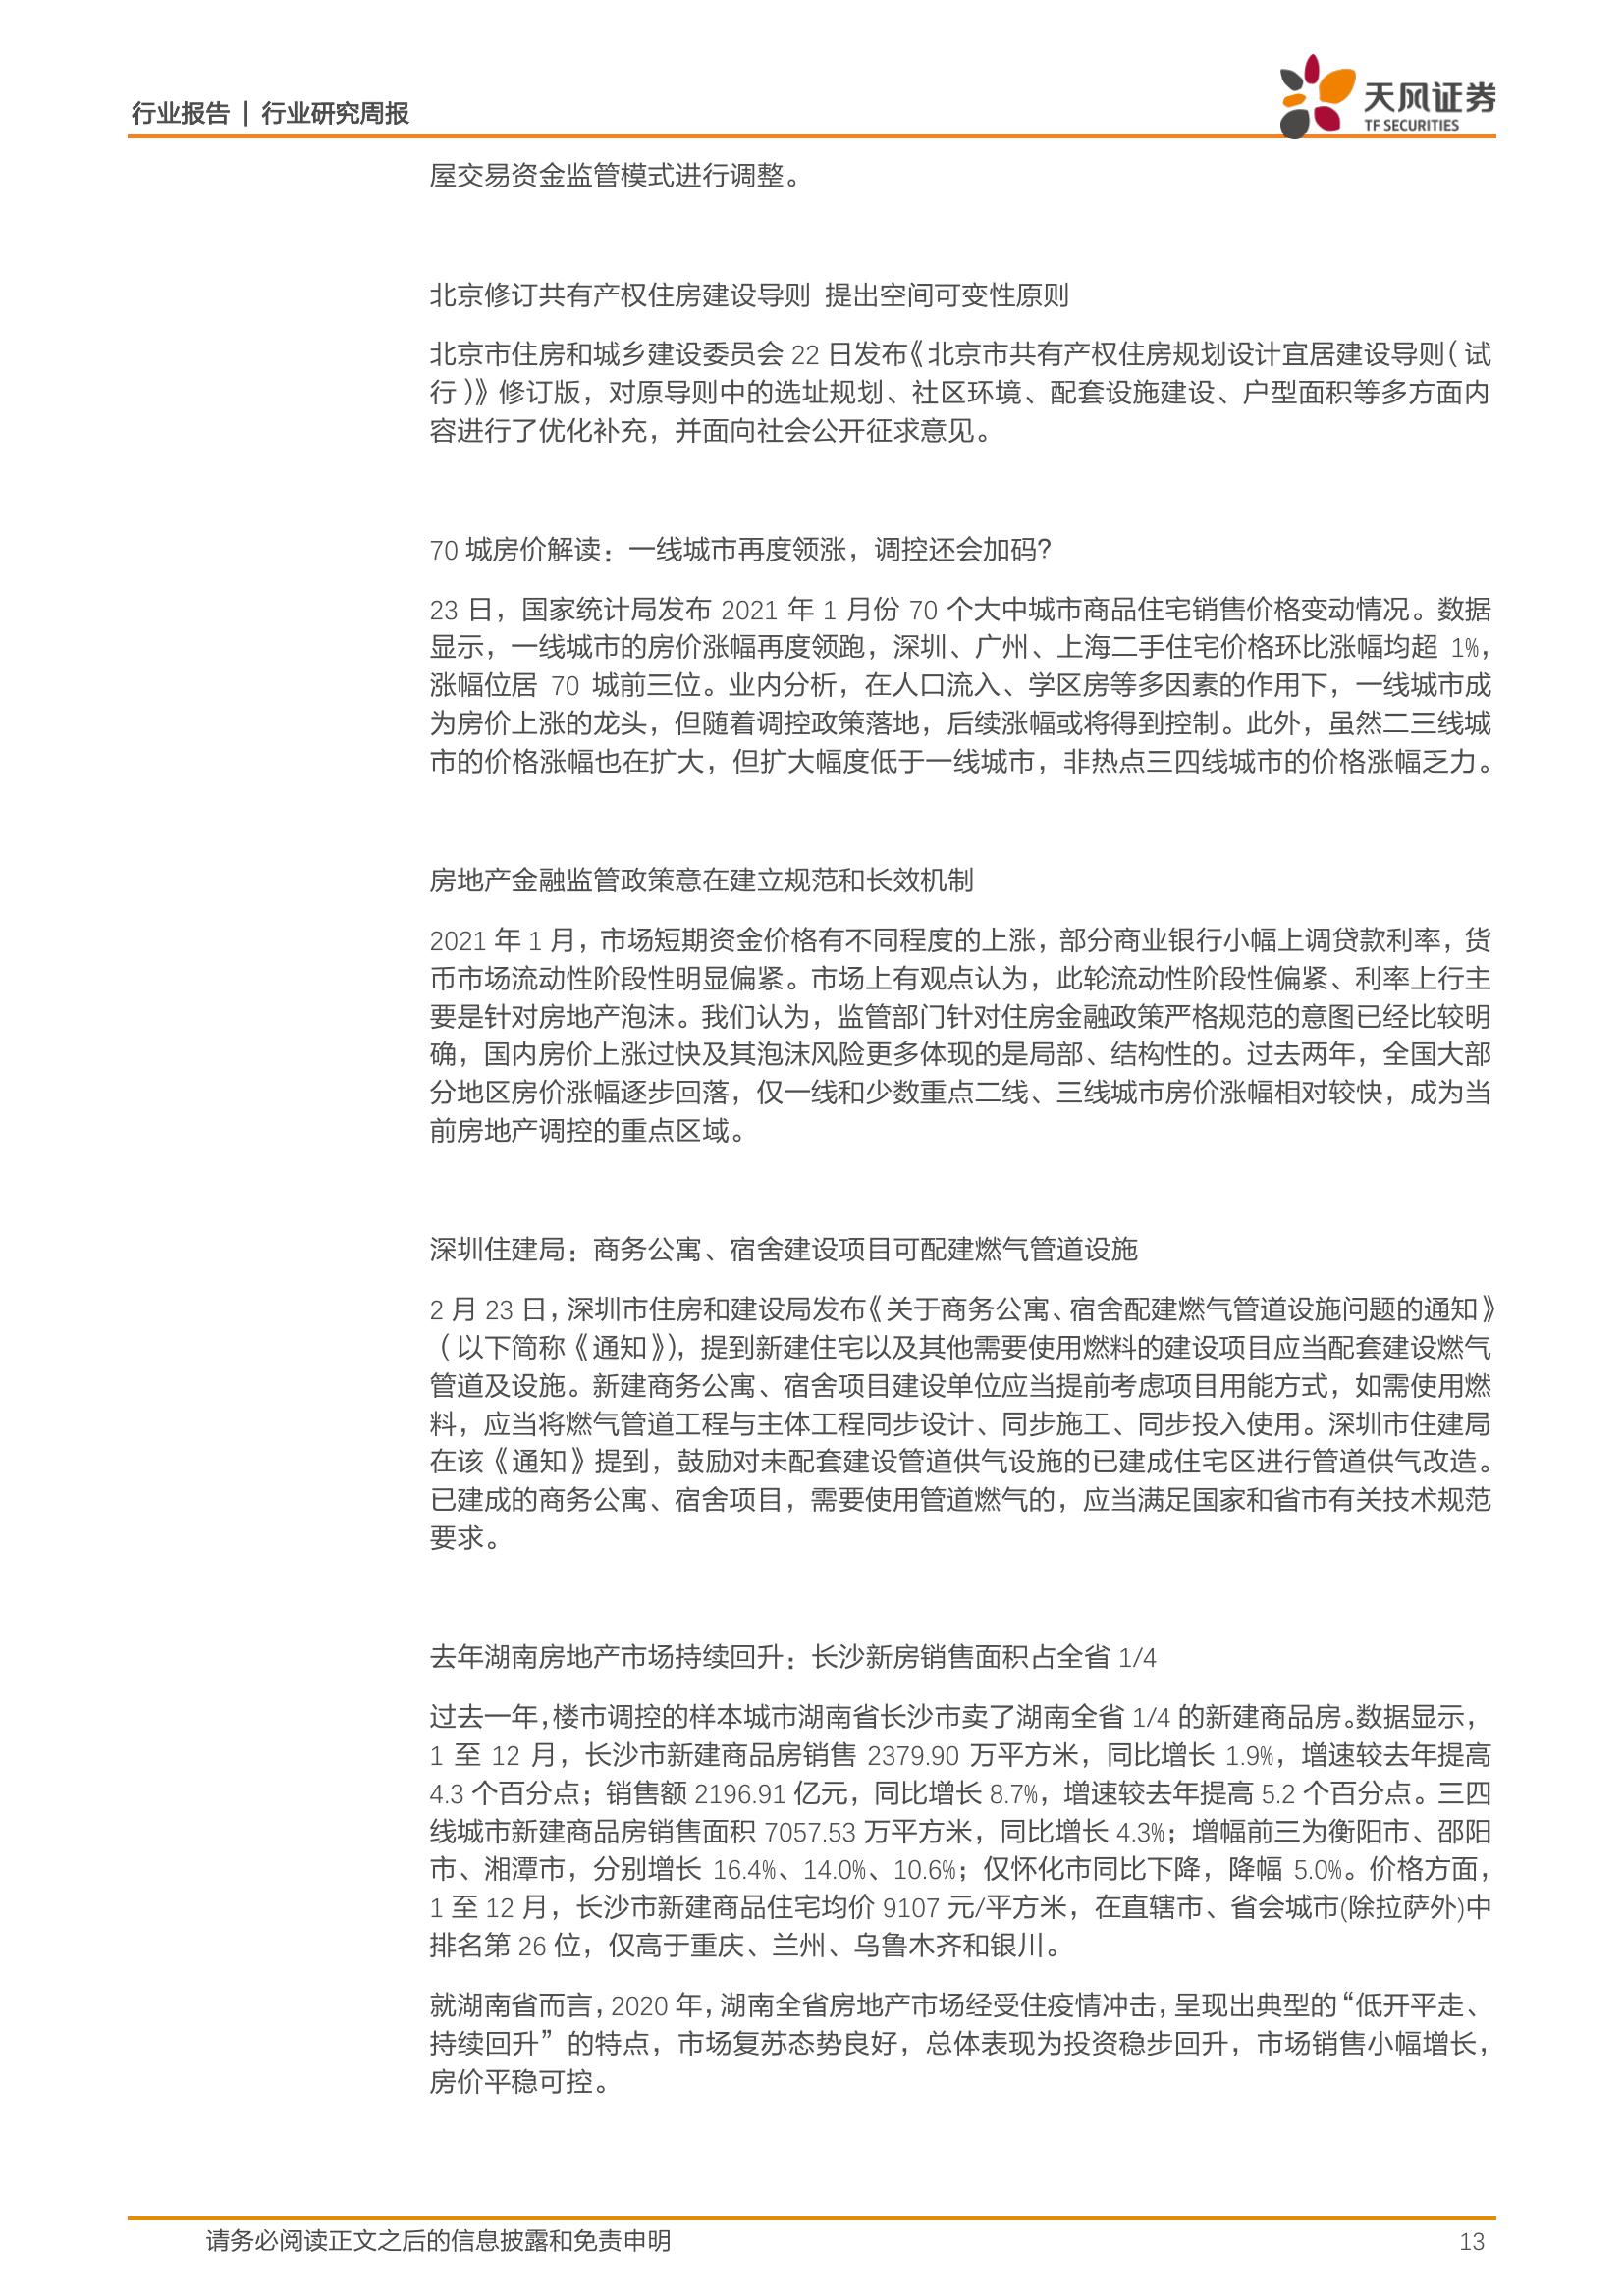 行业报告 | 行业研究周报
天风证券
TF SECURITIES
屋交易资金监管模式进行调整。
北京修订共有产权住房建设导则 提出空间可变性原则
北京市住房和城乡建设委员会 22 日发布《北京市共有产权住房规划设计宜居建设导则（试
行）》修订版，对原导则中的选址规划、社区环境、配套设施建设、户型面积等多方面内
容进行了优化补充，并面向社会公开征求意见。
70 城房价解读：一线城市再度领涨，调控还会加码？
23 日，国家统计局发布 2021 年 1 月份 70 个大中城市商品住宅销售价格变动情况。数据
显示，一线城市的房价涨幅再度领跑，深圳、广州、上海二手住宅价格环比涨幅均超 1%，
涨幅位居 70 城前三位。业内分析，在人口流入、学区房等多因素的作用下，一线城市成
为房价上涨的龙头，但随着调控政策落地，后续涨幅或将得到控制。此外，虽然二三线城
市的价格涨幅也在扩大，但扩大幅度低于一线城市，非热点三四线城市的价格涨幅乏力。
房地产金融监管政策意在建立规范和长效机制
2021 年 1 月，市场短期资金价格有不同程度的上涨，部分商业银行小幅上调贷款利率，货
币市场流动性阶段性明显偏紧。市场上有观点认为，此轮流动性阶段性偏紧、利率上行主
要是针对房地产泡沫。我们认为，监管部门针对住房金融政策严格规范的意图已经比较明
确，国内房价上涨过快及其泡沫风险更多体现的是局部、结构性的。过去两年，全国大部
分地区房价涨幅逐步回落，仅一线和少数重点二线、三线城市房价涨幅相对较快，成为当
前房地产调控的重点区域。
深圳住建局：商务公寓、宿舍建设项目可配建燃气管道设施
2 月 23 日，深圳市住房和建设局发布《关于商务公寓、宿舍配建燃气管道设施问题的通知》
（以下简称《通知》），提到新建住宅以及其他需要使用燃料的建设项目应当配套建设燃气
管道及设施。新建商务公寓、宿舍项目建设单位应当提前考虑项目用能方式，如需使用燃
料，应当将燃气管道工程与主体工程同步设计、同步施工、同步投入使用。深圳市住建局
在该《通知》提到，鼓励对未配套建设管道供气设施的已建成住宅区进行管道供气改造。
已建成的商务公寓、宿舍项目，需要使用管道燃气的，应当满足国家和省市有关技术规范
要求。
去年湖南房地产市场持续回升：长沙新房销售面积占全省 1/4
过去一年，楼市调控的样本城市湖南省长沙市卖了湖南全省 1/4 的新建商品房。数据显示，
1 至 12 月，长沙市新建商品房销售 2379.90 万平方米，同比增长 1.9%，增速较去年提高
4.3 个百分点；销售额 2196.91 亿元，同比增长 8.7%，增速较去年提高 5.2 个百分点。三四
线城市新建商品房销售面积 7057.53 万平方米，同比增长 4.3%；增幅前三为衡阳市、邵阳
市、湘潭市，分别增长 16.4%、14.0%、10.6%；仅怀化市同比下降，降幅 5.0%。价格方面，
1 至 12 月，长沙市新建商品住宅均价 9107 元/平方米，在直辖市、省会城市(除拉萨外)中
排名第 26 位，仅高于重庆、兰州、乌鲁木齐和银川。
就湖南省而言，2020 年，湖南全省房地产市场经受住疫情冲击，呈现出典型的“低开平走、
持续回升”的特点，市场复苏态势良好，总体表现为投资稳步回升，市场销售小幅增长，
房价平稳可控。
请务必阅读正文之后的信息披露和免责申明
13